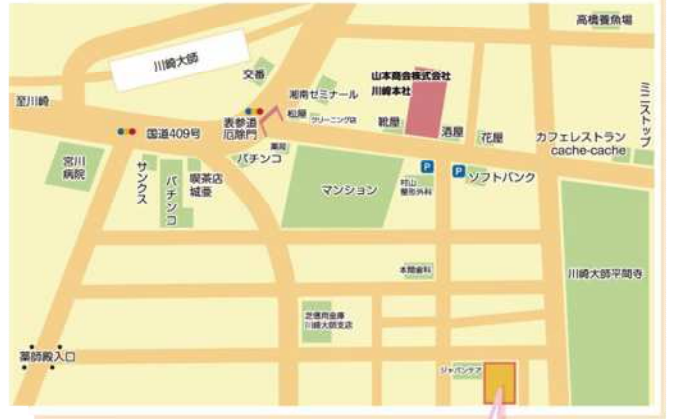 高橋養魚場
川崎大師
交番
湘南ゼミナール
山本商会株式会社
川崎本社
至川崎
国道409号
表参道
厄除門
松屋
クリーニング店
靴屋
酒屋
花屋
カフェレストラン
cache-cache
ミニストップ
宮川
病院
サンクス
パチンコ
喫茶店
城亜
薬局
パチンコ
マンション
P
村山
整形外科
P
ソフトバンク
本間歯科
川崎大師平間寺
芝信用金庫
川崎大師支店
薬師殿入口
ジャパンケア